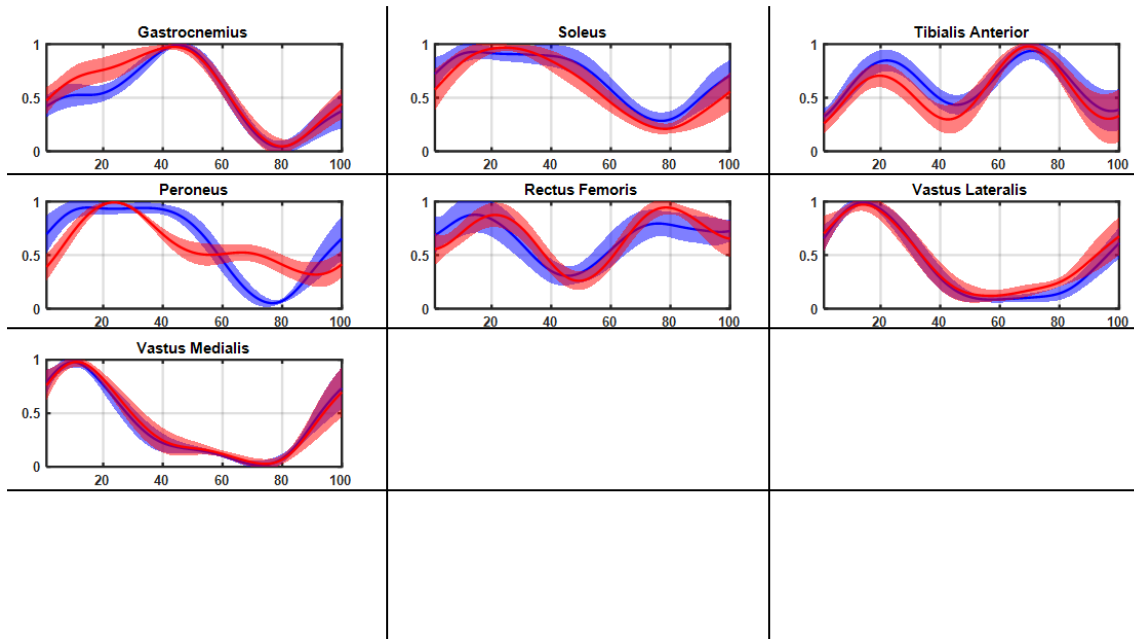 Gastrocnemius Soleus Tibialis Anterior
1 1 1
0.5 0.5 0.5
0 0 0
20 40 60 80 100 20 40 60 80 100 20 40 60 80 100
Peroneus Rectus Femoris Vastus Lateralis
1 1 1
0.5 0.5 0.5
0 0 0
20 40 60 80 100 20 40 60 80 100 20 40 60 80 100
Vastus Medialis
1
0.5
0
20 40 60 80 100